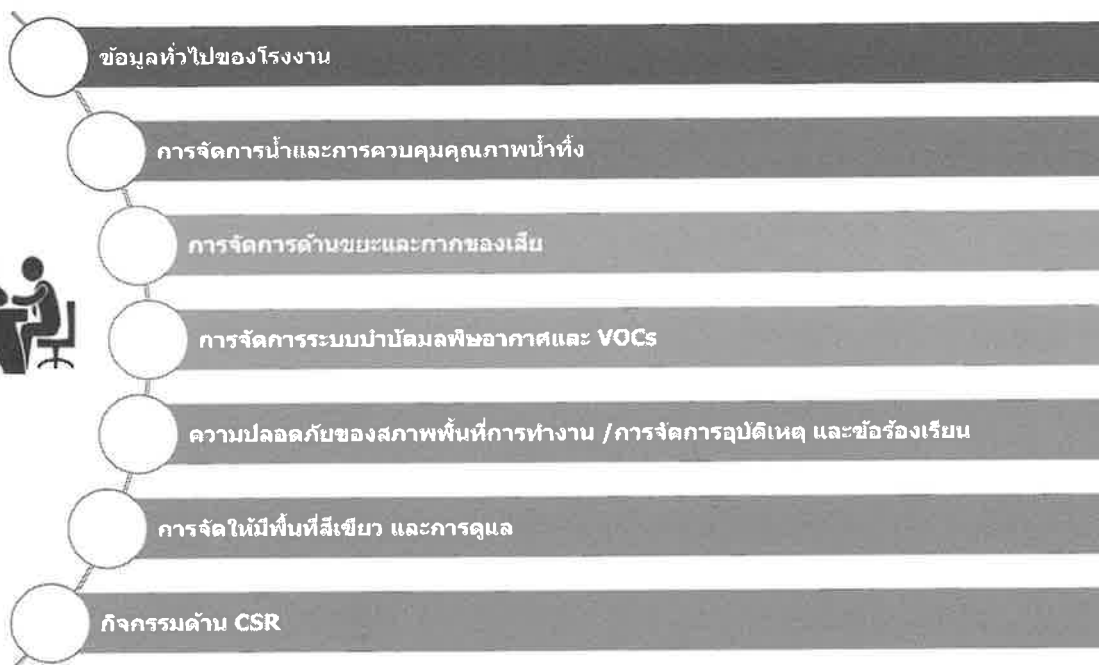 ข้อมูลทั่วไปของโรงงาน
การจัดการน้ำและการควบคุมคุณภาพน้ำทิ้ง
การจัดการด้านขยะและกากของเสีย
การจัดการระบบบำบัดมลพิษอากาศและ VOCs
ความปลอดภัยของสภาพพื้นที่การทำงาน /การจัดการอุบัติเหตุ และข้อร้องเรียน
การจัดให้มีพื้นที่สีเขียว และการดูแล
กิจกรรมด้าน CSR